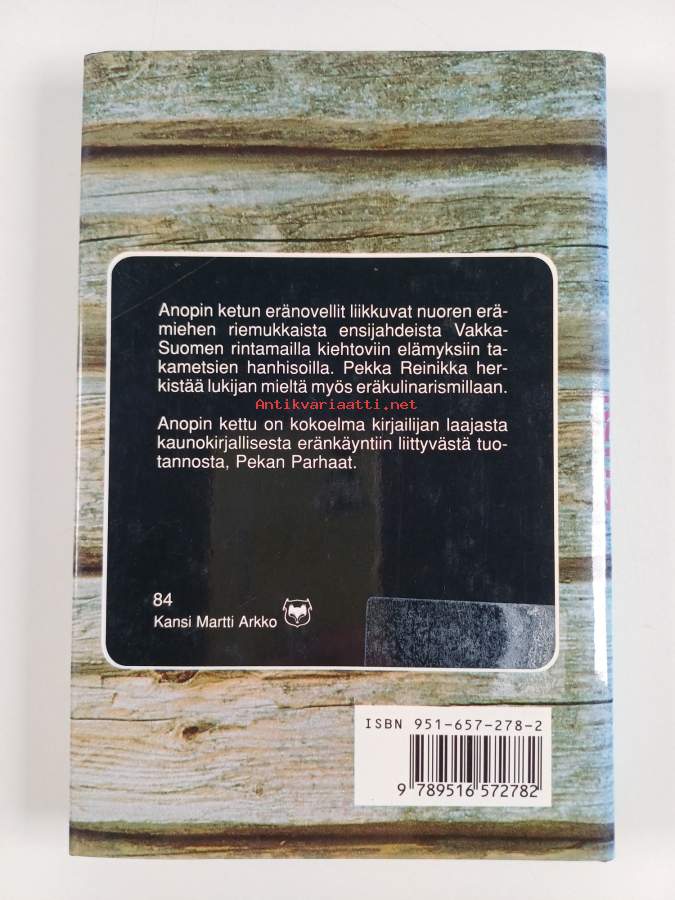 Anopin ketun eränovellit liikkuvat nuoren erä-
miehen riemukkaista ensijahdeista Vakka-
Suomen rintamailla kiehtoviin elämyksiin ta-
kametsien hanhisoilla. Pekka Reinikka her-
kistää lukijan mieltä myös eräkulinarismillaan.
Antikvariaatti.net
Anopin kettu on kokoelma kirjailijan laajasta
kaunokirjallisesta eränkäyntiin liittyvästä tuo-
tannosta, Pekan Parhaat.
84
Kansi Martti Arkko
ISBN 951-657-278-2
9 789516 572782